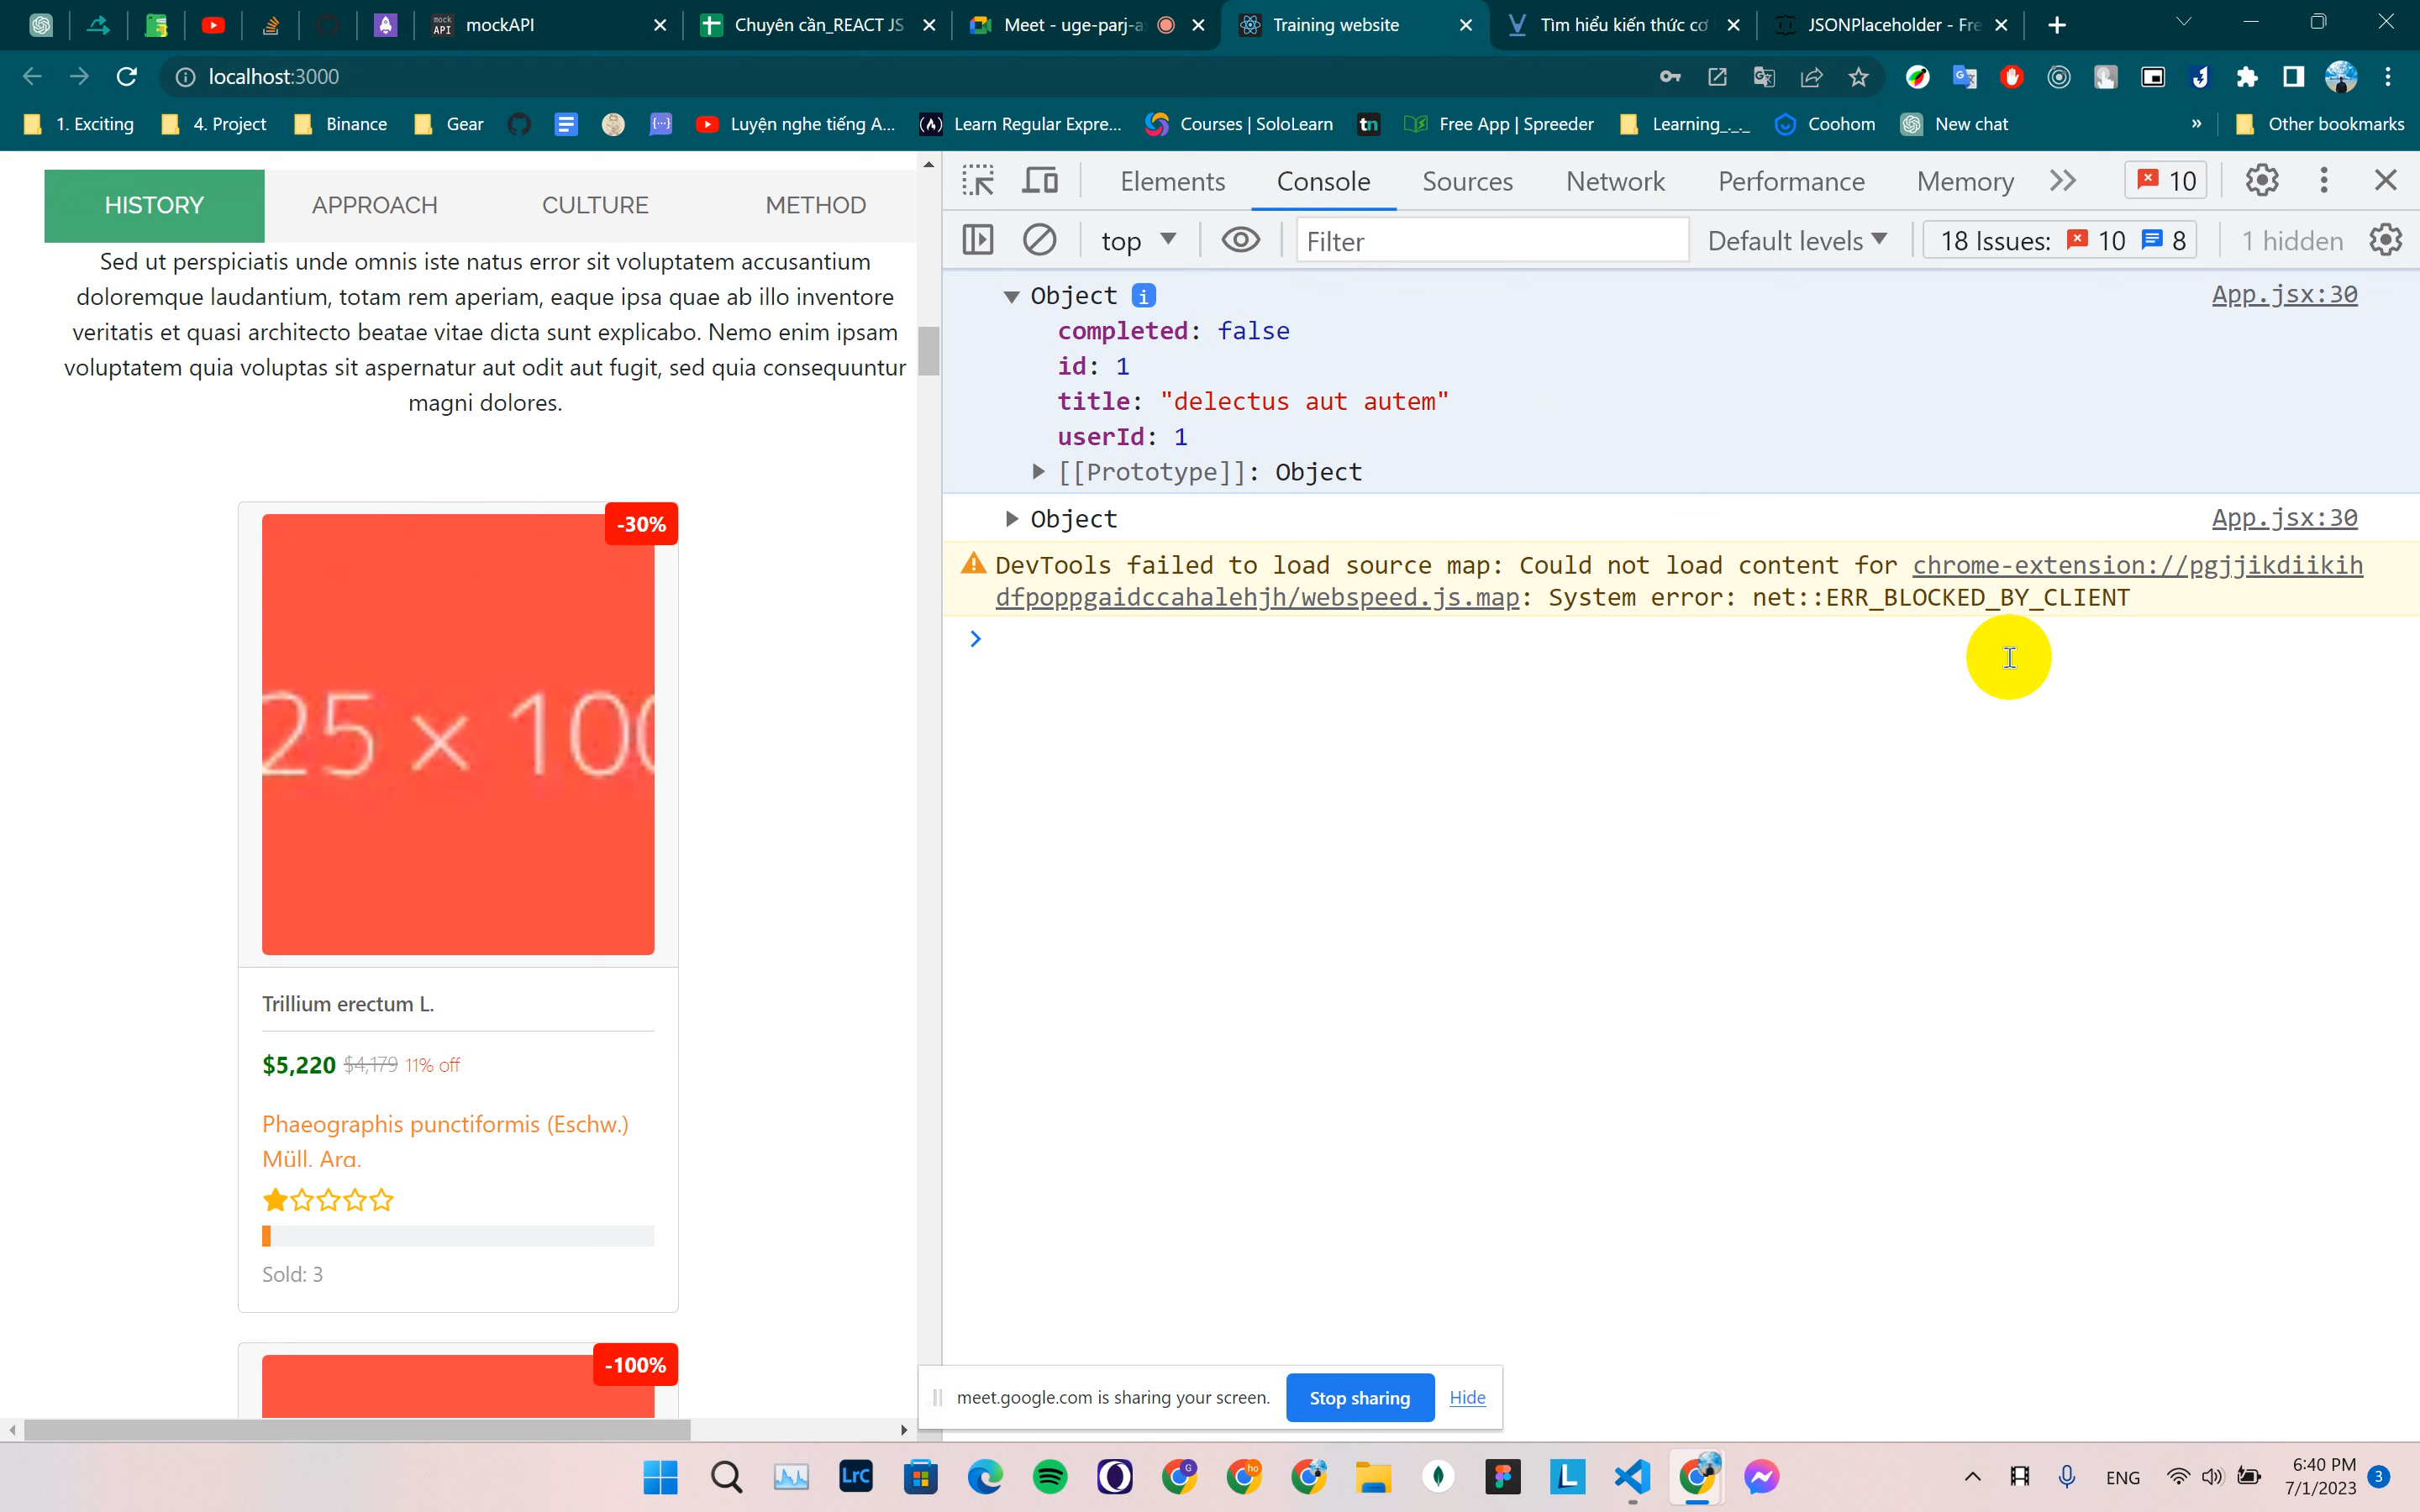 mock API
mockAPI
Chuyên cần_REACT JS
Meet - uge-parj-a
Training website
Tìm hiểu kiến thức cơ
JSONPlaceholder - Fre
localhost:3000
1. Exciting
4. Project
Binance
Gear
Luyện nghe tiếng A...
Learn Regular Expre...
Courses | SoloLearn
tn
Free App | Spreeder
Learning_._._
Coohom
New chat
»
Other bookmarks
HISTORY
APPROACH
CULTURE
METHOD
Sed ut perspiciatis unde omnis iste natus error sit voluptatem accusantium
doloremque laudantium, totam rem aperiam, eaque ipsa quae ab illo inventore
veritatis et quasi architecto beatae vitae dicta sunt explicabo. Nemo enim ipsam
voluptatem quia voluptas sit aspernatur aut odit aut fugit, sed quia consequuntur
magni dolores.
-30%
25 × 100
Trillium erectum L.
$5,220 $4,179 11% off
Phaeographis punctiformis (Eschw.)
Müll. Arg.
Sold: 3
-100%
Elements
Console
Sources
Network
Performance
Memory
10
top
Filter
Default levels
18 Issues: 10 8
1 hidden
Object App.jsx:30
completed: false
id: 1
title: "delectus aut autem"
userId: 1
[[Prototype]]: Object
Object App.jsx:30
DevTools failed to load source map: Could not load content for chrome-extension://pgjjikdiikih
dfpoppgaidccahalehjh/webspeed.js.map: System error: net::ERR_BLOCKED_BY_CLIENT
meet.google.com is sharing your screen.
Stop sharing
Hide
LrC
G
ho
L
ENG
6:40 PM
7/1/2023
3